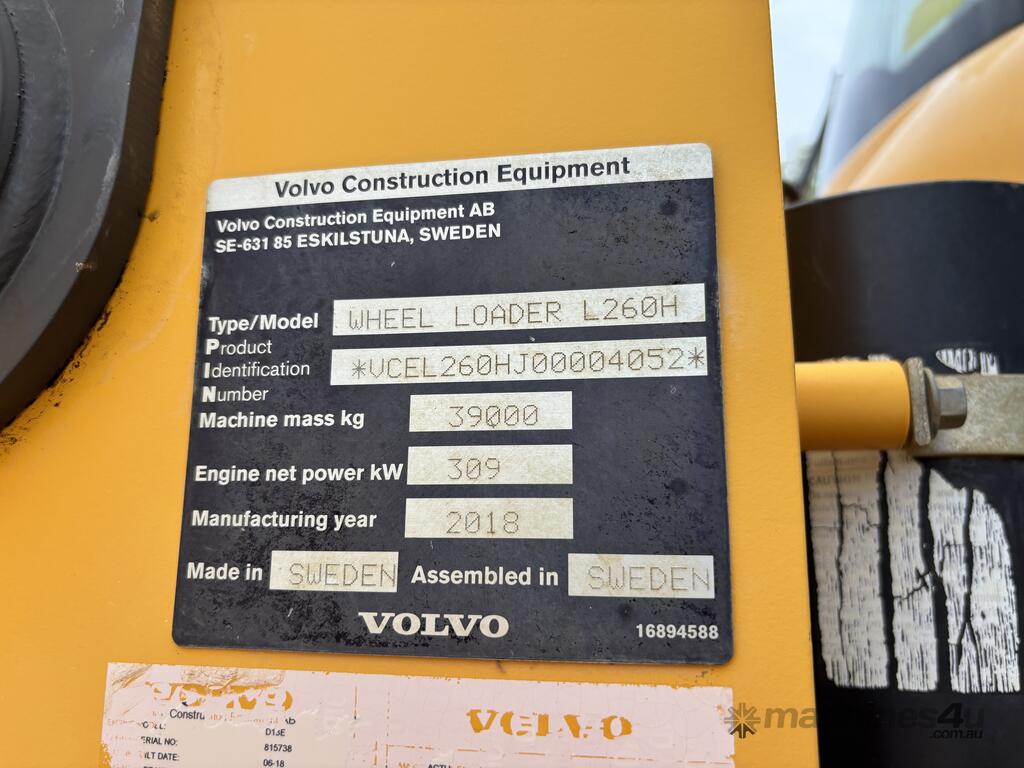 Volvo Construction Equipment
Volvo Construction Equipment AB
SE-631 85 ESKILSTUNA, SWEDEN
Type/Model WHEEL LOADER L260H
Product
Identification *VCEL260HJ00004052*
Number
Machine mass kg 39000
Engine net power kW 309
Manufacturing year 2018
Made in SWEDEN Assembled in SWEDEN
VOLVO
16894588
VOLVO
VOLVO
D13E
SERIAL NO: 815738
06-18
machines4u
.com.au